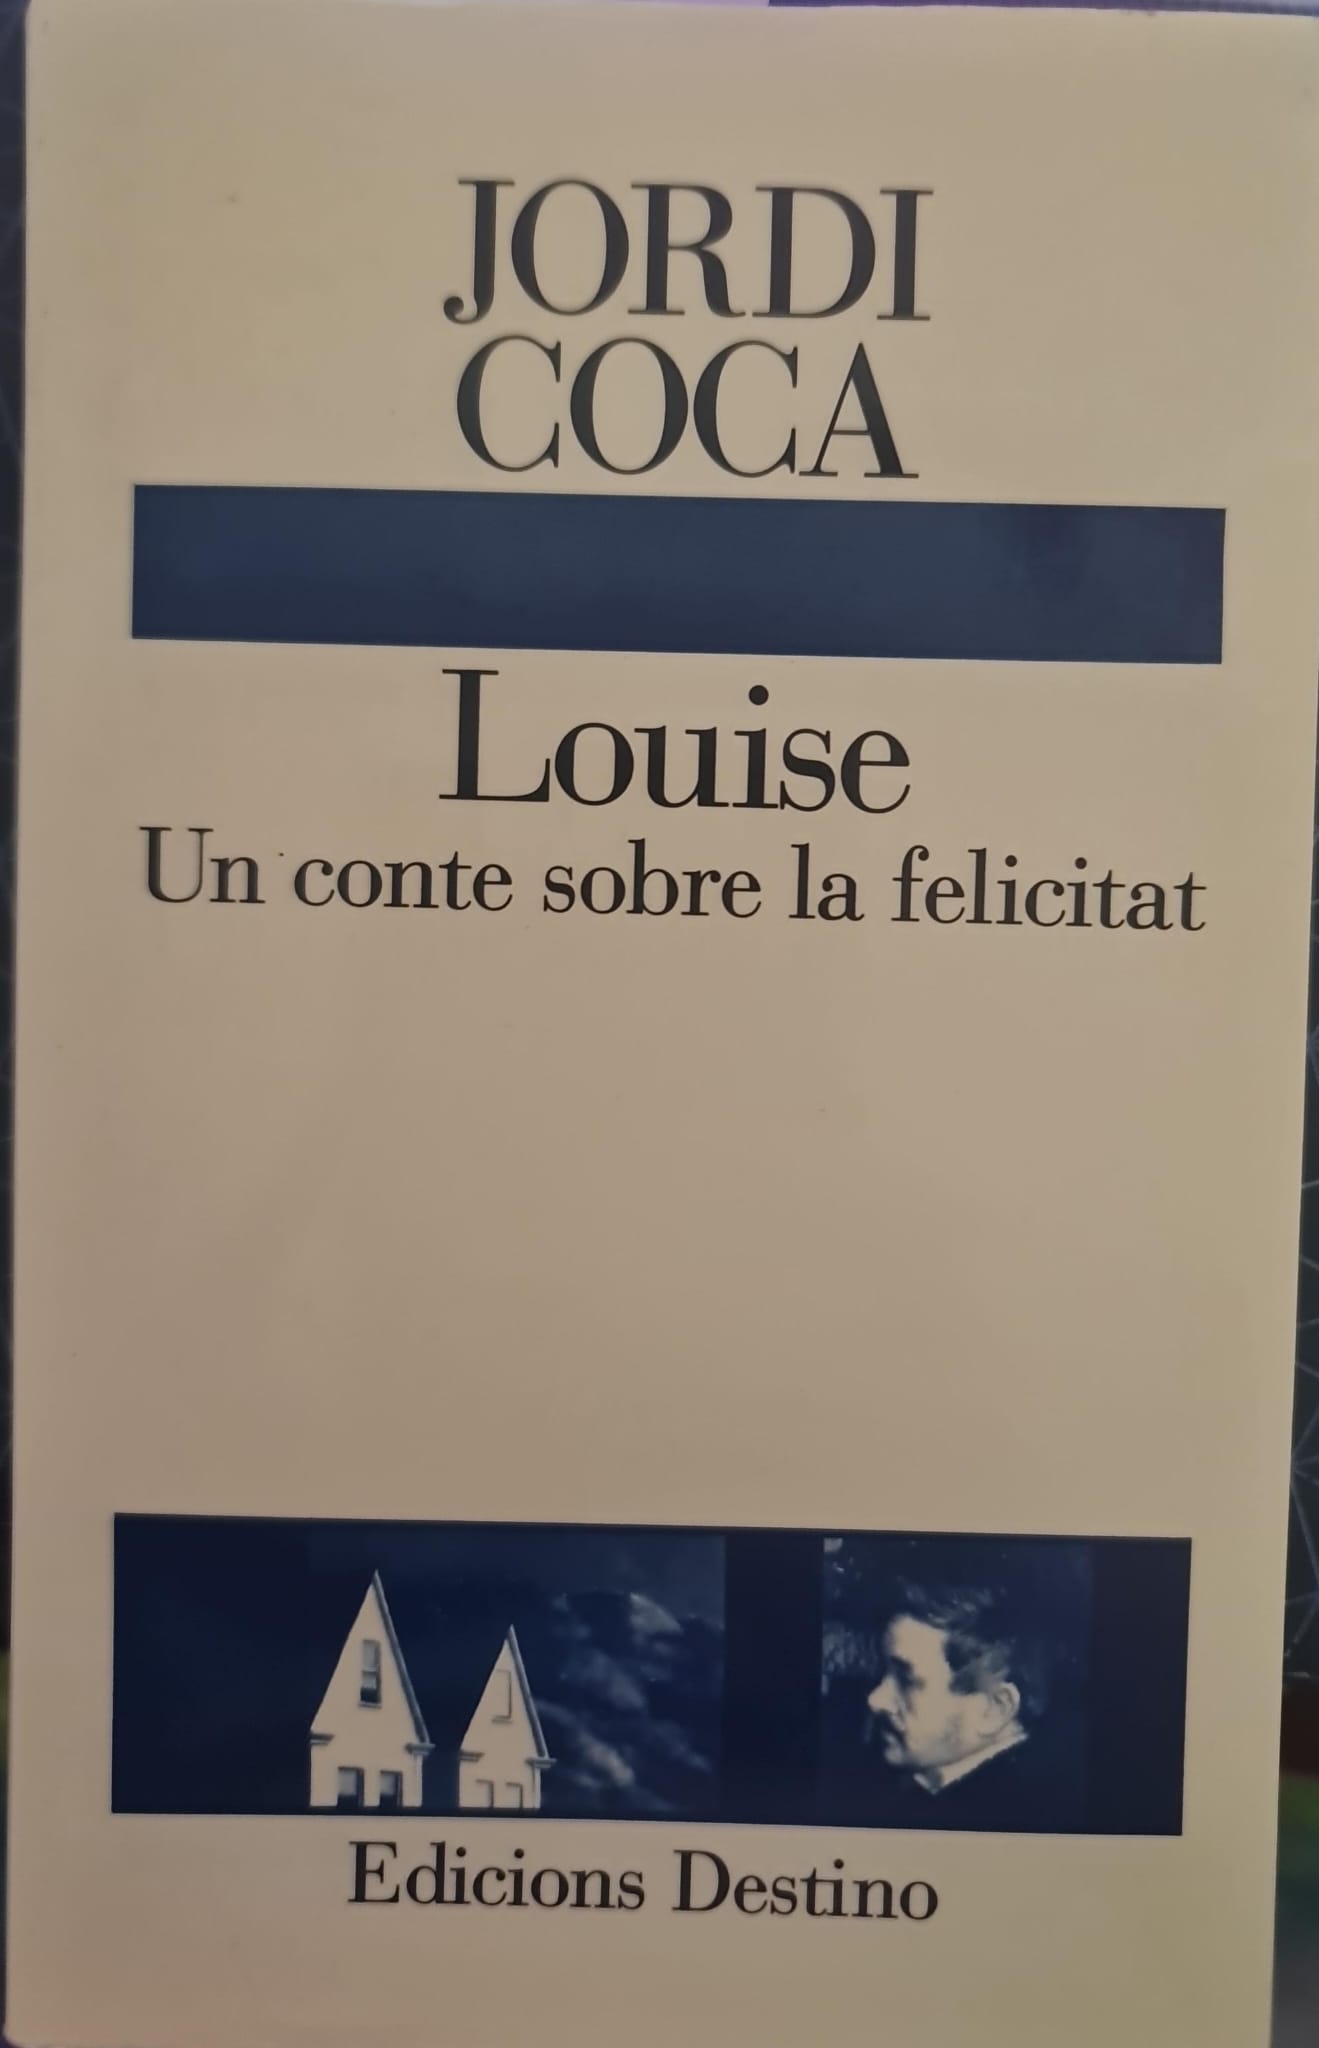 JORDI
COCA
Louise
Un conte sobre la felicitat
Edicions Destino